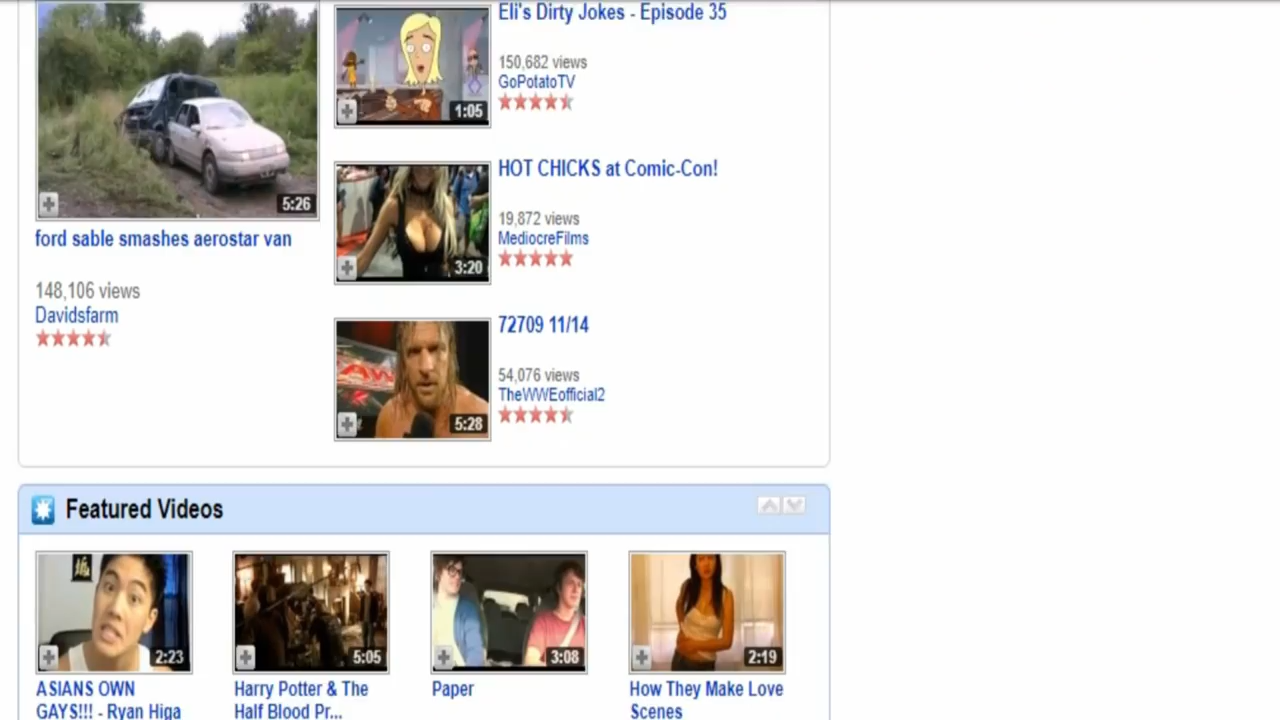 5:26
ford sable smashes aerostar van
148,106 views
Davidsfarm
1:05
Eli's Dirty Jokes - Episode 35
150,682 views
GoPotatoTV
3:20
HOT CHICKS at Comic-Con!
19,872 views
MediocreFilms
5:28
72709 11/14
54,076 views
TheWWEofficial2
Featured Videos
2:23
ASIANS OWN
GAYS!!! - Ryan Higa
5:05
Harry Potter & The
Half Blood Pr...
3:08
Paper
2:19
How They Make Love
Scenes